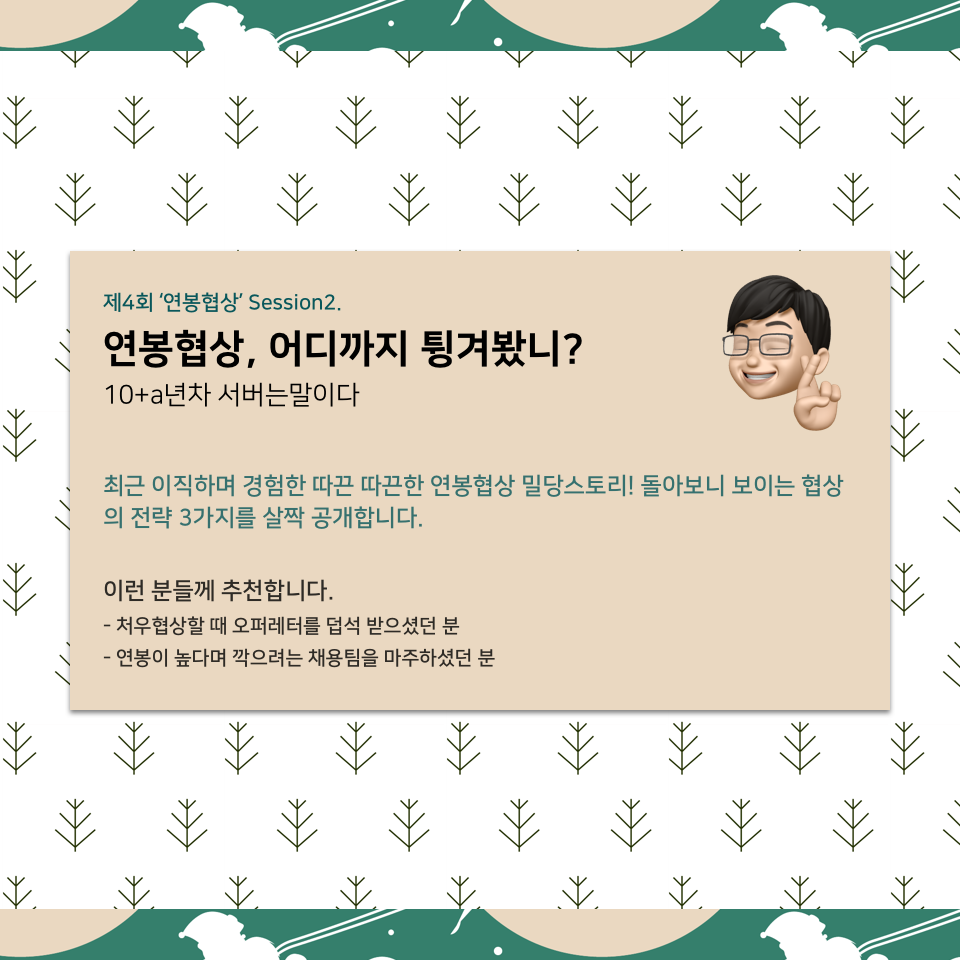 제4회 ‘연봉협상’ Session2.
연봉협상, 어디까지 튕겨봤니?
10+a년차 서버는말이다
최근 이직하며 경험한 따끈 따끈한 연봉협상 밀당스토리! 돌아보니 보이는 협상
의 전략 3가지를 살짝 공개합니다.
이런 분들께 추천합니다.
- 처우협상할 때 오퍼레터를 덥석 받으셨던 분
- 연봉이 높다며 깍으려는 채용팀을 마주하셨던 분